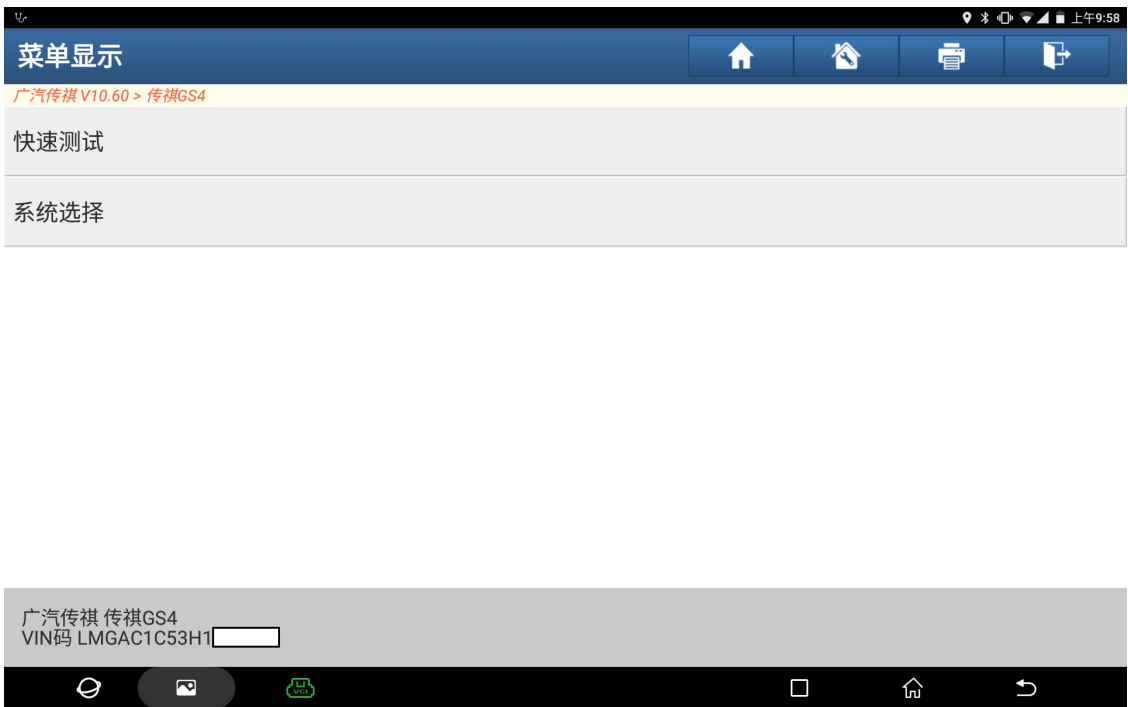 上午9:58
菜单显示
广汽传祺 V10.60 > 传祺GS4
快速测试
系统选择
广汽传祺 传祺GS4
VIN码 LMGAC1C53H1
VCI